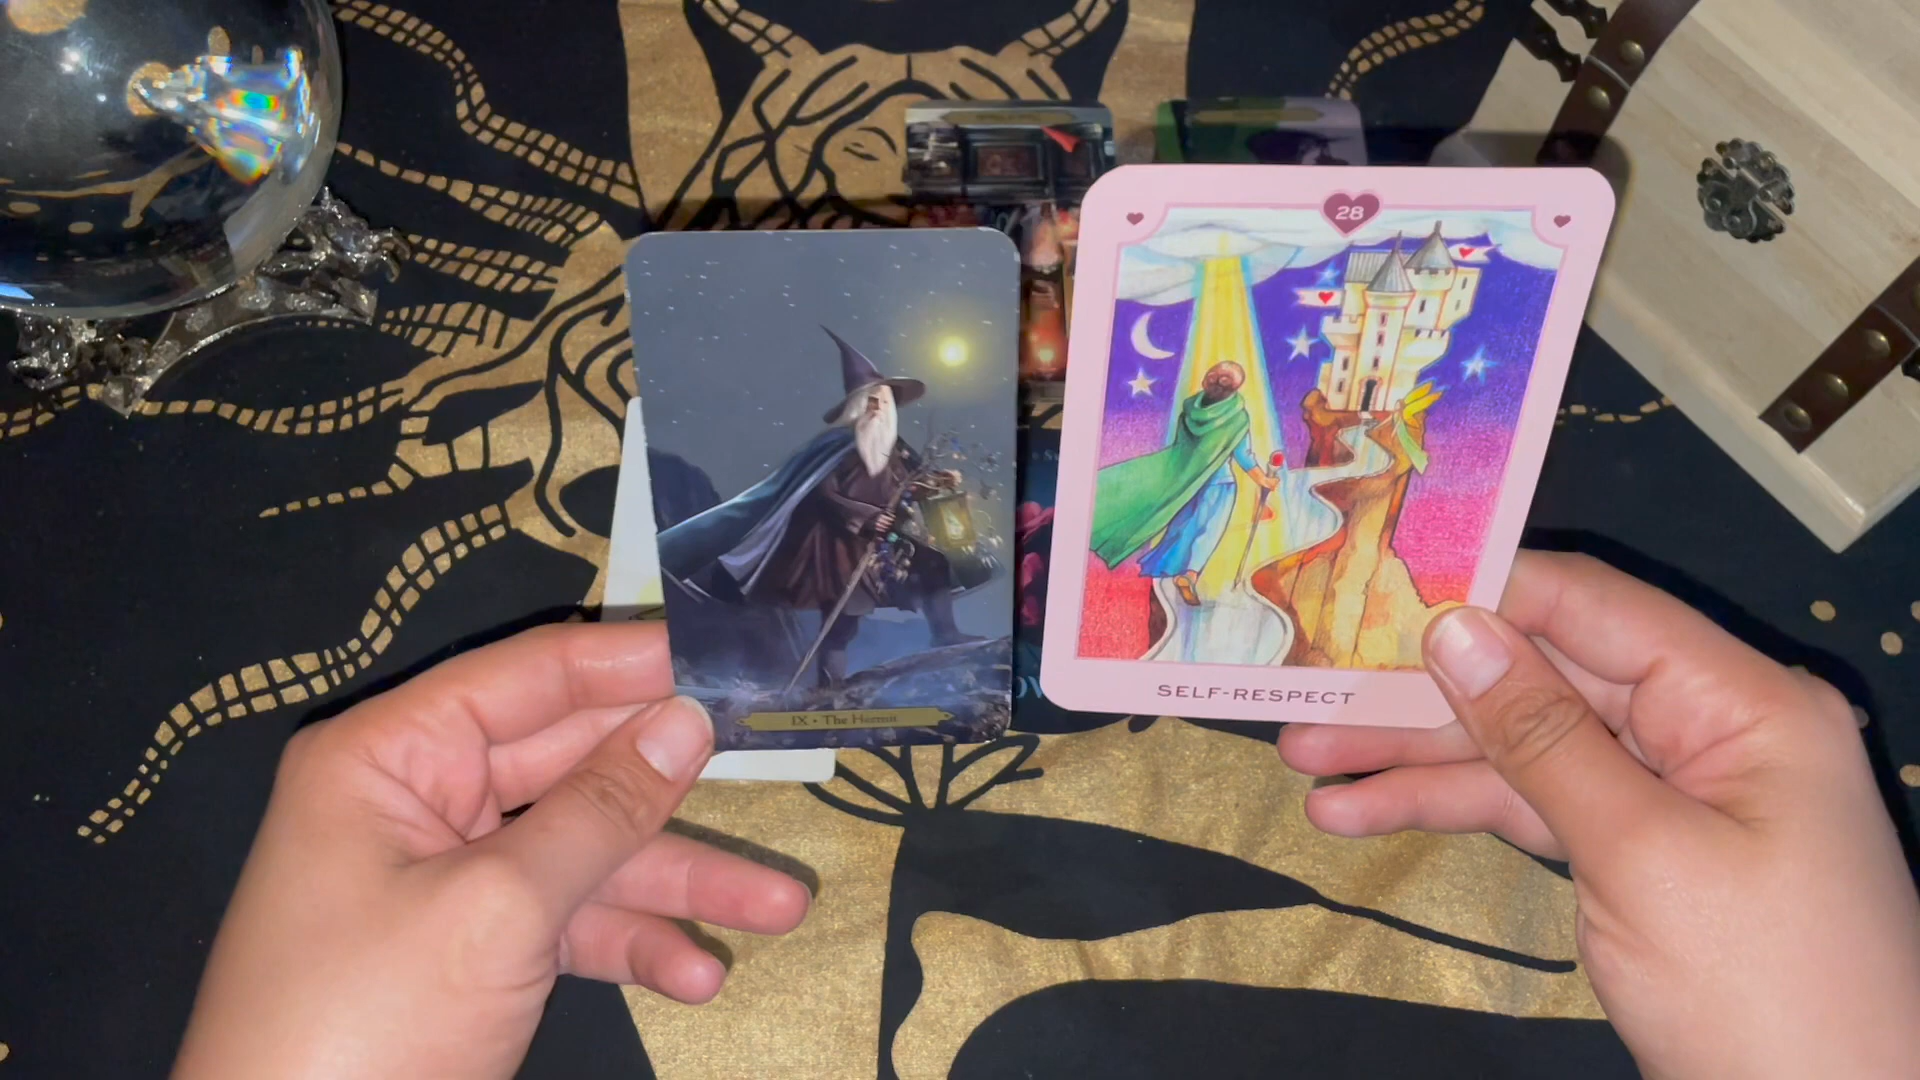 28
SELF-RESPECT
IX • The Hermit